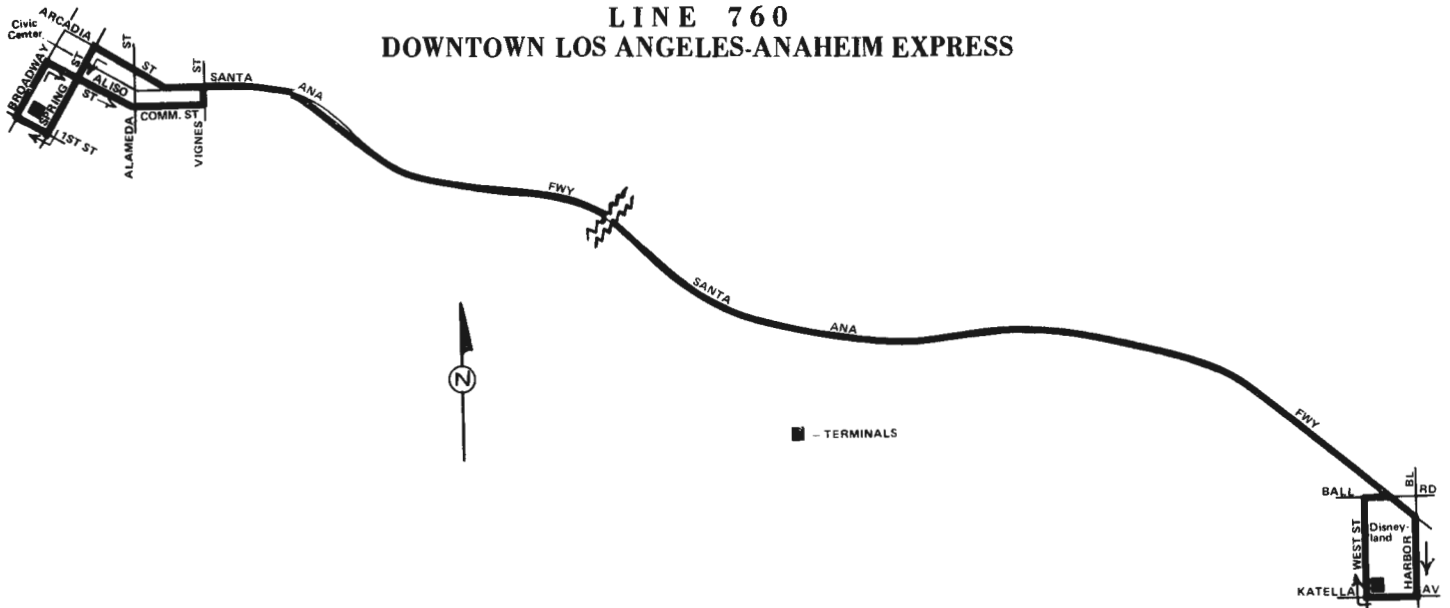 LINE 760
DOWNTOWN LOS ANGELES-ANAHEIM EXPRESS
Civic
Center
ARCADIA
ST
BROADWAY
ST
ST
ST
SPRING
ALISO
ST
1ST ST
COMM. ST
ALAMEDA
VIGNES
SANTA
ANA
FWY
SANTA
ANA
FWY
N
– TERMINALS
BALL
BL
RD
WEST ST
Disney-
land
HARBOR
KATELLA
AV